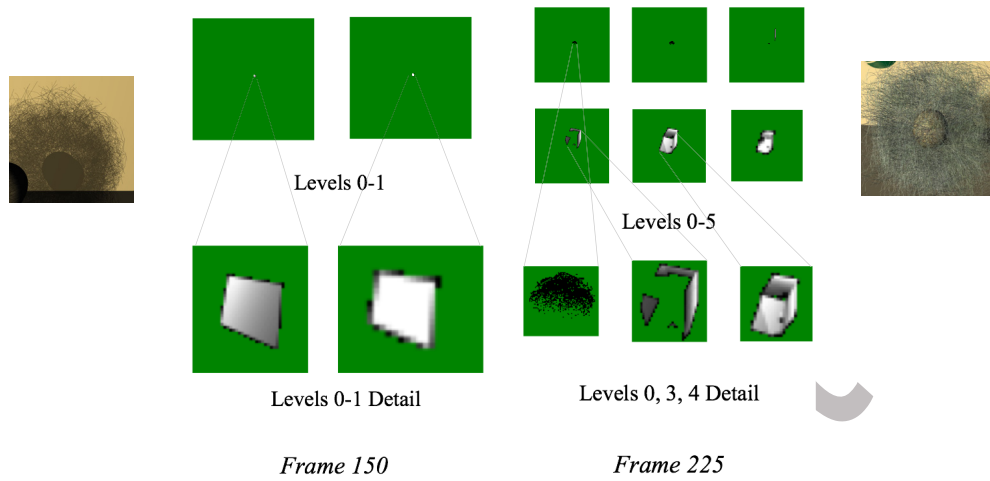 Levels 0-1
Levels 0-5
Levels 0-1 Detail
Levels 0, 3, 4 Detail
Frame 150
Frame 225